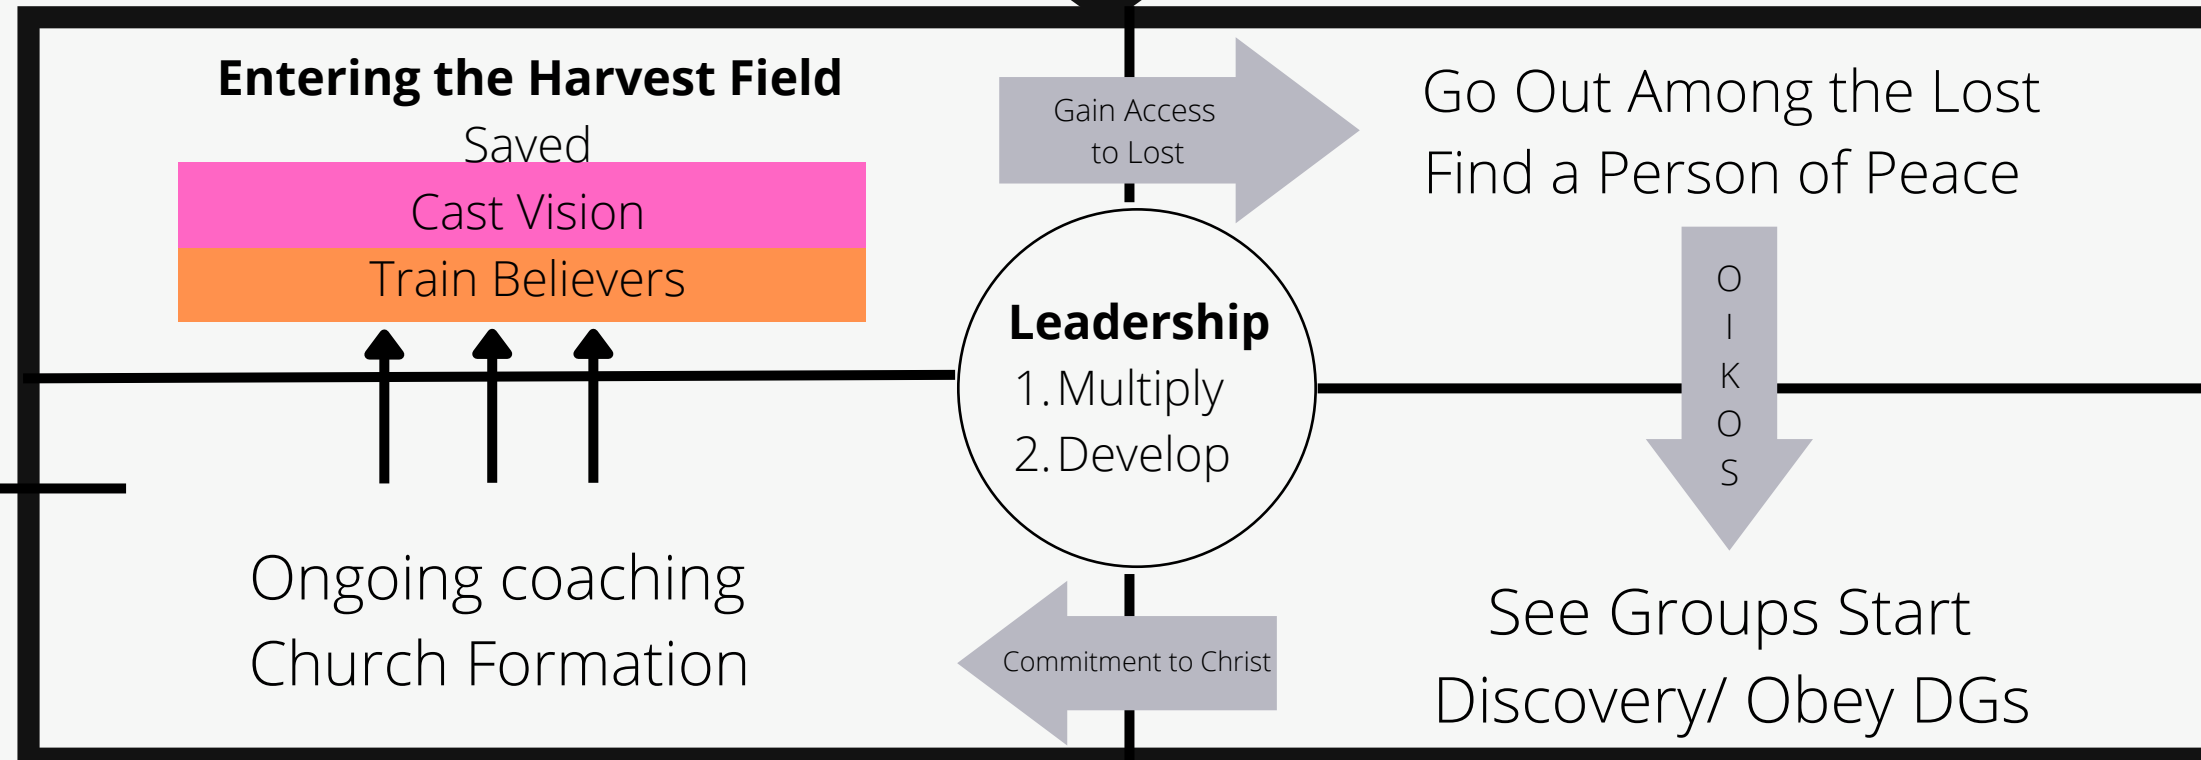 Entering the Harvest Field
Saved
Cast Vision
Train Believers
Gain Access
to Lost
Go Out Among the Lost
Find a Person of Peace
O
I
K
O
S
Leadership
1. Multiply
2. Develop
Ongoing coaching
Church Formation
Commitment to Christ
See Groups Start
Discovery/ Obey DGs